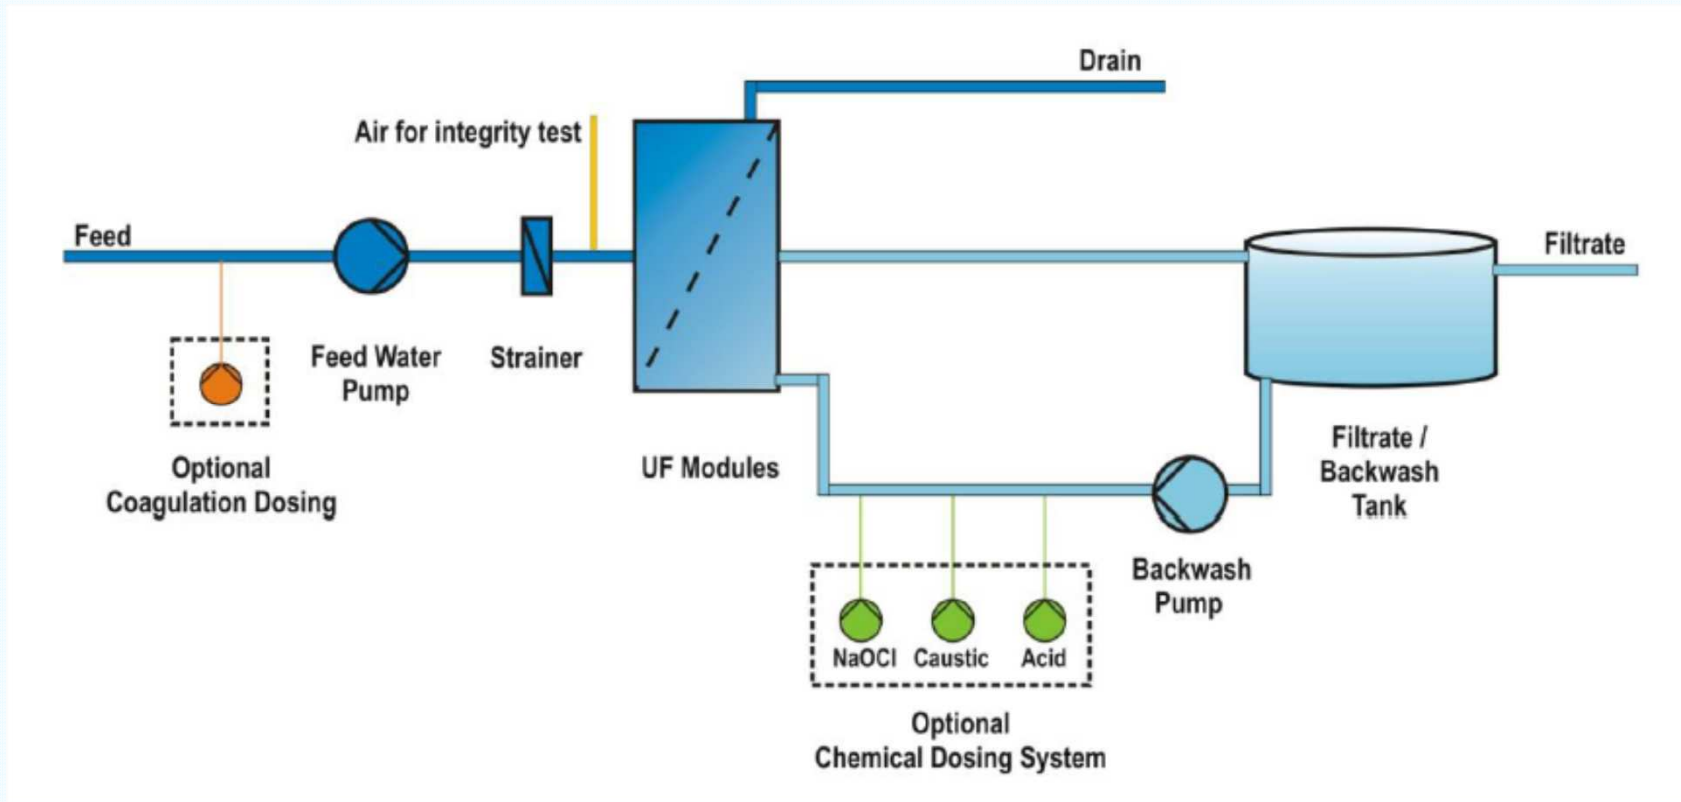 Drain
Air for integrity test
Feed
Filtrate
Feed Water
Pump
Strainer
Optional
Coagulation Dosing
UF Modules
Filtrate /
Backwash
Tank
Backwash
Pump
NaOCl Caustic Acid
Optional
Chemical Dosing System